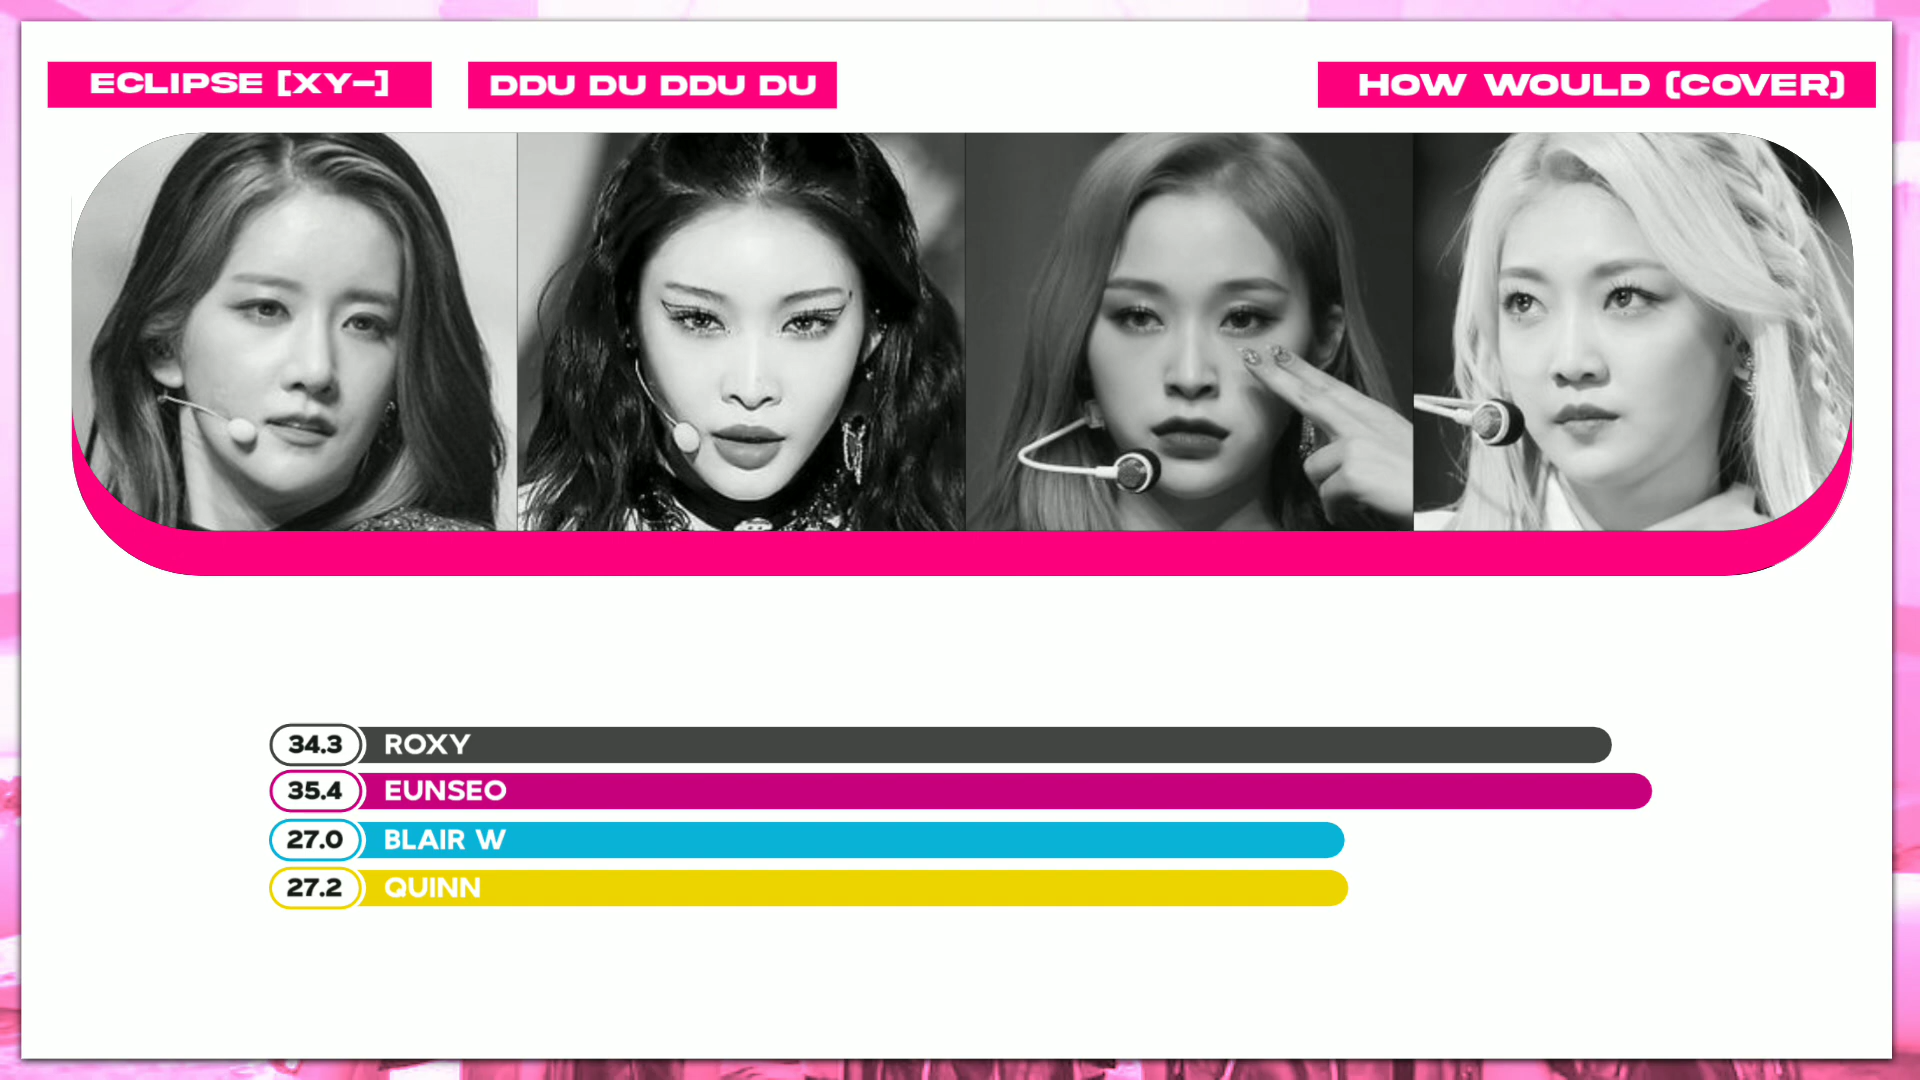 ECLIPSE [XY-]
DDU DU DDU DU
HOW WOULD (COVER)
34.3 ROXY
35.4 EUNSEO
27.0 BLAIR W
27.2 QUINN